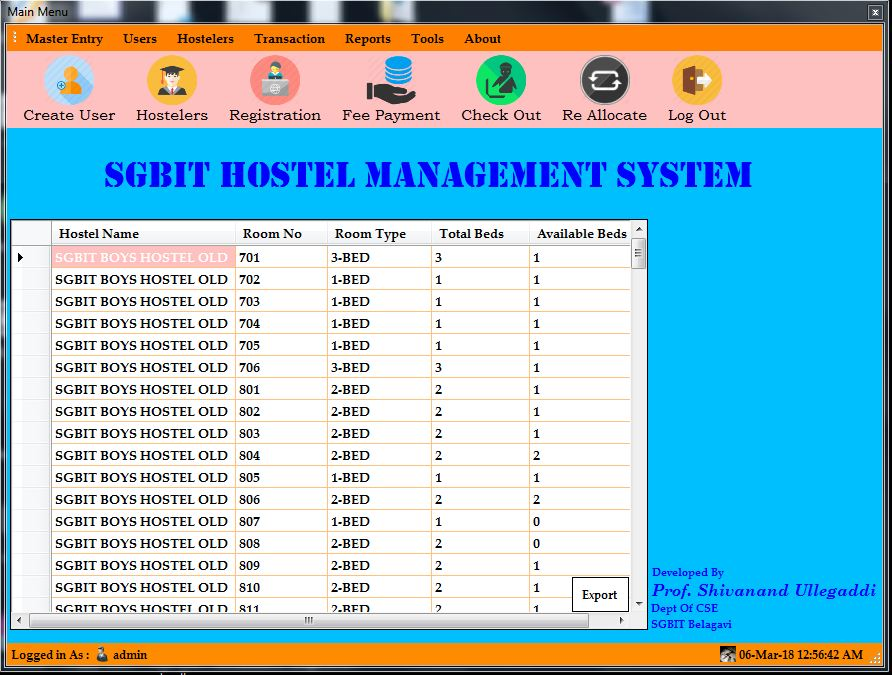 Main Menu
Master Entry Users Hostelers Transaction Reports Tools About
Create User Hostelers Registration Fee Payment Check Out Re Allocate Log Out
SGBIT HOSTEL MANAGEMENT SYSTEM
Hostel Name Room No Room Type Total Beds Available Beds
SGBIT BOYS HOSTEL OLD 701 3-BED 3 1
SGBIT BOYS HOSTEL OLD 702 1-BED 1 1
SGBIT BOYS HOSTEL OLD 703 1-BED 1 1
SGBIT BOYS HOSTEL OLD 704 1-BED 1 1
SGBIT BOYS HOSTEL OLD 705 1-BED 1 1
SGBIT BOYS HOSTEL OLD 706 3-BED 3 1
SGBIT BOYS HOSTEL OLD 801 2-BED 2 1
SGBIT BOYS HOSTEL OLD 802 2-BED 2 1
SGBIT BOYS HOSTEL OLD 803 2-BED 2 1
SGBIT BOYS HOSTEL OLD 804 2-BED 2 2
SGBIT BOYS HOSTEL OLD 805 1-BED 1 1
SGBIT BOYS HOSTEL OLD 806 2-BED 2 2
SGBIT BOYS HOSTEL OLD 807 1-BED 1 0
SGBIT BOYS HOSTEL OLD 808 2-BED 2 0
SGBIT BOYS HOSTEL OLD 809 2-BED 2 1
SGBIT BOYS HOSTEL OLD 810 2-BED 2 1
SGBIT BOYS HOSTEL OLD 811 2-BED 2 1
Export
Developed By
Prof. Shivanand Ullegaddi
Dept Of CSE
SGBIT Belagavi
Logged in As : admin 06-Mar-18 12:56:42 AM